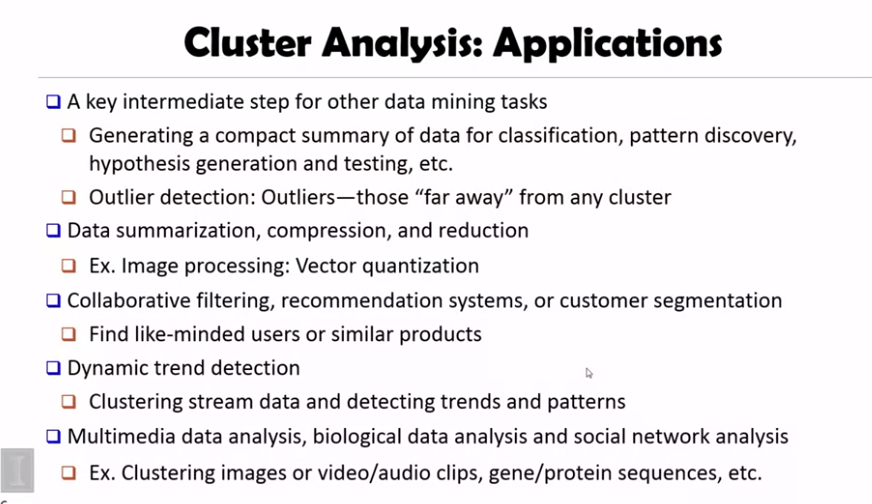 Cluster Analysis: Applications
A key intermediate step for other data mining tasks
Generating a compact summary of data for classification, pattern discovery,
hypothesis generation and testing, etc.
Outlier detection: Outliers—those “far away” from any cluster
Data summarization, compression, and reduction
Ex. Image processing: Vector quantization
Collaborative filtering, recommendation systems, or customer segmentation
Find like-minded users or similar products
Dynamic trend detection
Clustering stream data and detecting trends and patterns
Multimedia data analysis, biological data analysis and social network analysis
Ex. Clustering images or video/audio clips, gene/protein sequences, etc.